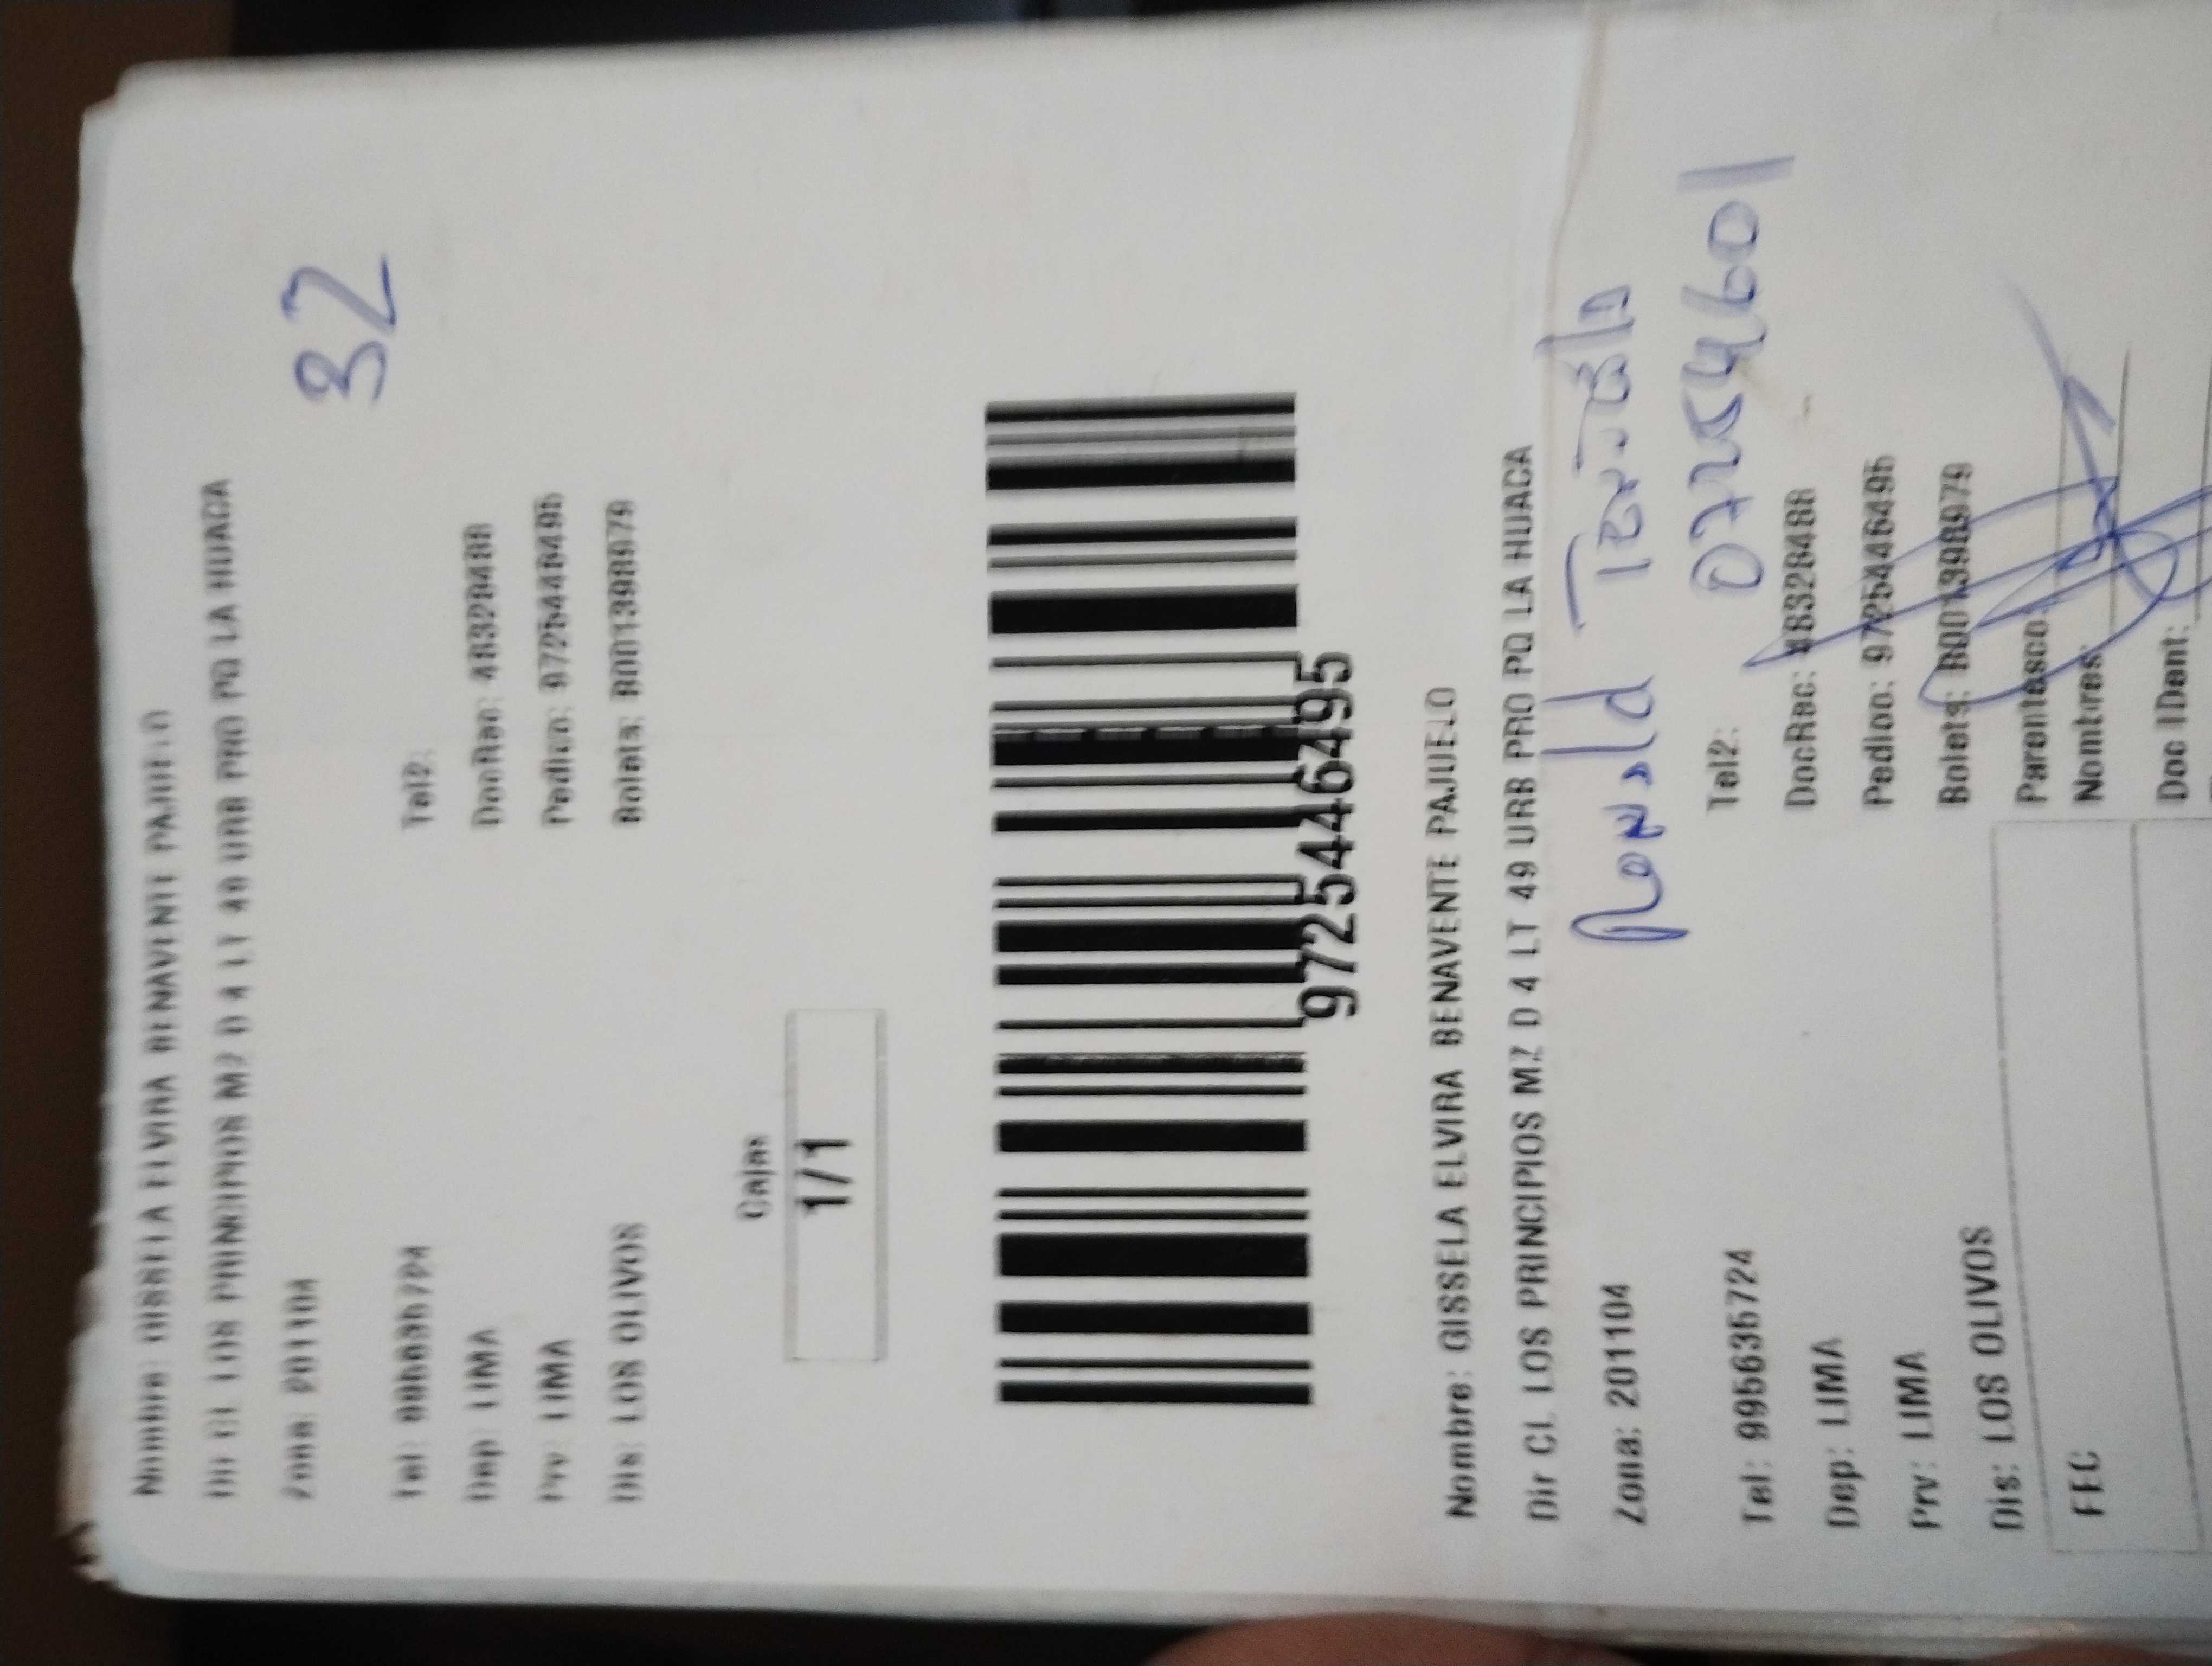 Nombre: GISSELA ELVIRA BENAVENTE PAJUELO
Dir CL LOS PRINCIPIOS MZ D 4 LT 49 URB PRO PQ LA HUACA
Zona: 201104
32
Tel: 995635724 Tel2:
Dep: LIMA DocRec: 48328488
Prv: LIMA Pedido: 9725446495
Dis: LOS OLIVOS Boleta: B001398979
Cajas
1/1
9725446495
Nombre: GISSELA ELVIRA BENAVENTE PAJUELO
Dir CL LOS PRINCIPIOS MZ D 4 LT 49 URB PRO PQ LA HUACA
Ronald
Zona: 201104
Tel: 995635724 Tel2:
Dep: LIMA DocRec: 48328488
Prv: LIMA Pedido: 9725446495
Dis: LOS OLIVOS Boleta: B001398979
Parentesco:
FEC Nombres:
Doc IDent: